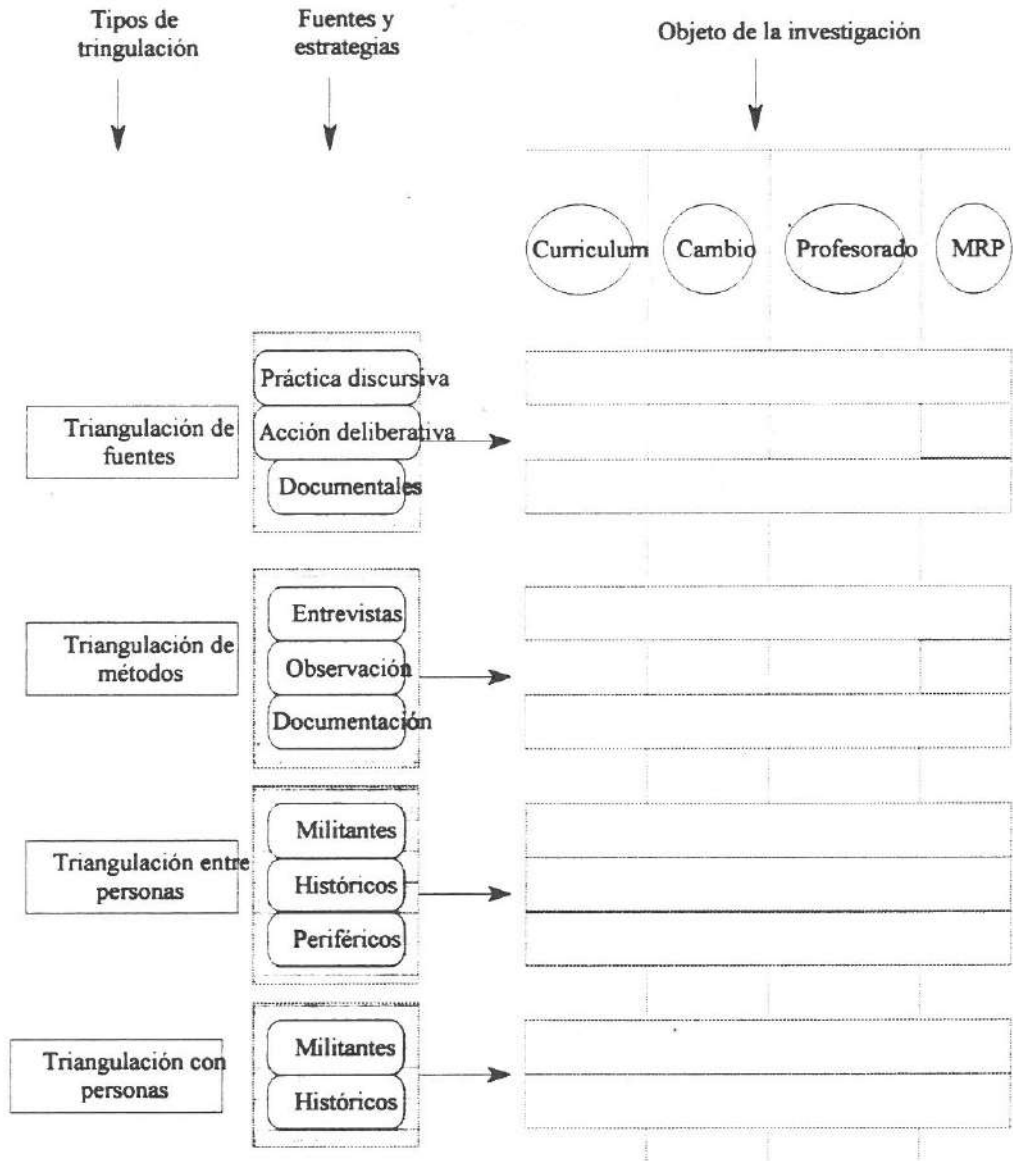 Tipos de
tringulación
Fuentes y
estrategias
Objeto de la investigación
Curriculum
Cambio
Profesorado
MRP
Triangulación de
fuentes
Práctica discursiva
Acción deliberativa
Documentales
Triangulación de
métodos
Entrevistas
Observación
Documentación
Triangulación entre
personas
Militantes
Históricos
Periféricos
Triangulación con
personas
Militantes
Históricos